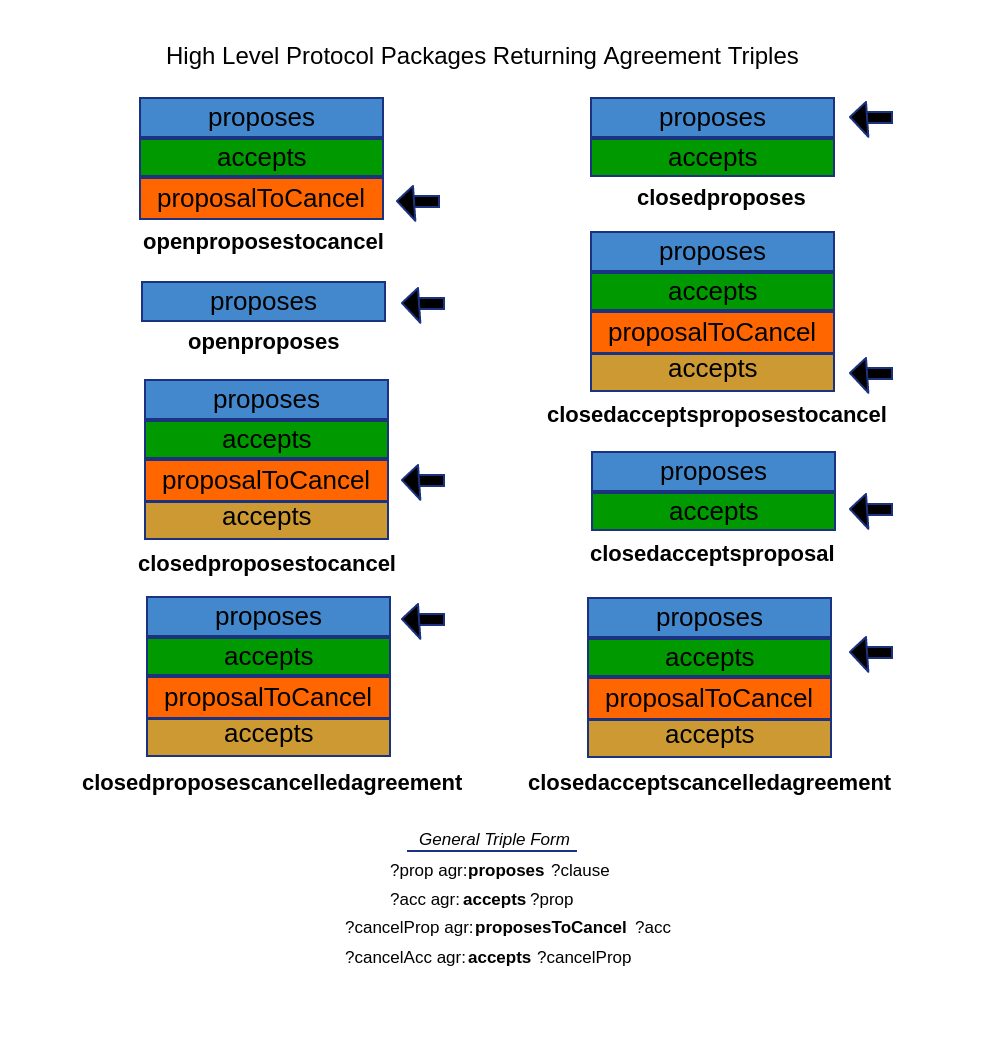 High Level Protocol Packages Returning Agreement Triples
proposes
accepts
proposalToCancel
openproposestocancel
proposes
openproposes
proposes
accepts
proposalToCancel
accepts
closedproposestocancel
proposes
accepts
proposalToCancel
accepts
closedproposescancelledagreement
proposes
accepts
closedproposes
proposes
accepts
proposalToCancel
accepts
closedacceptsproposestocancel
proposes
accepts
closedacceptsproposal
proposes
accepts
proposalToCancel
accepts
closedacceptscancelledagreement
General Triple Form
?prop agr:proposes ?clause
?acc agr: accepts ?prop
?cancelProp agr:proposesToCancel ?acc
?cancelAcc agr: accepts ?cancelProp